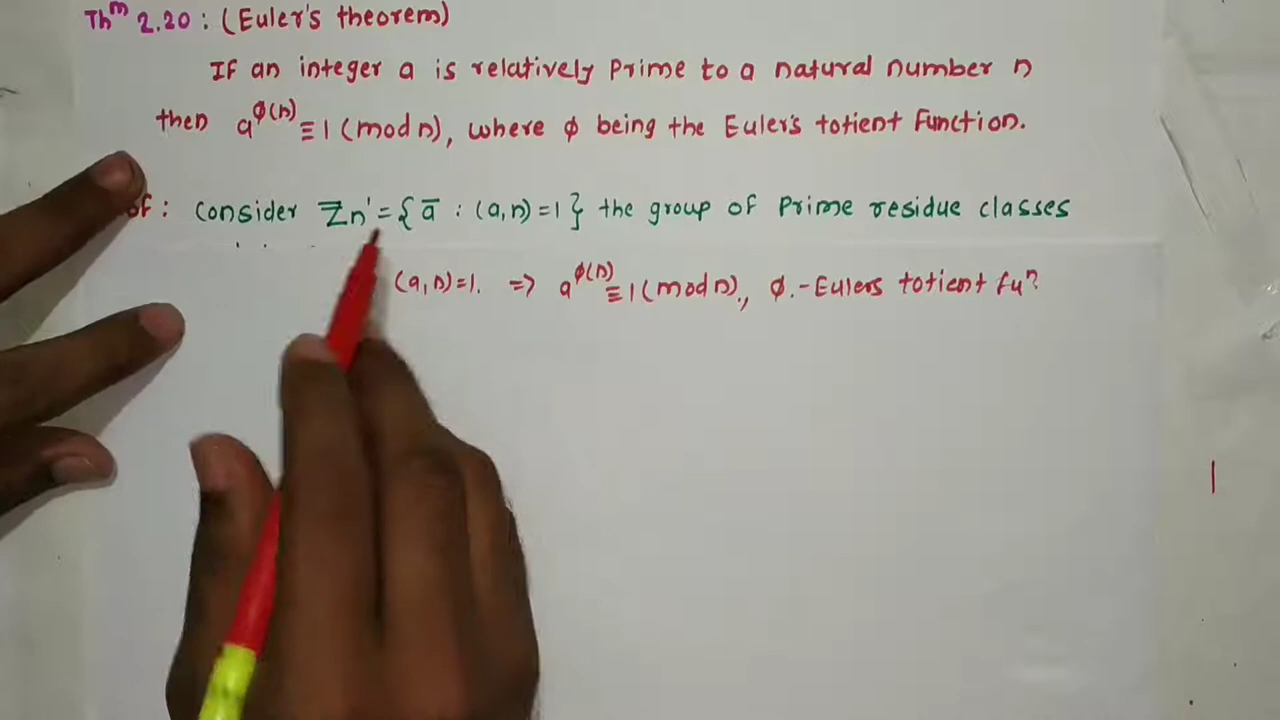 Thᵐ 2.20 : (Euler's theorem)
IF an integer a is relatively Prime to a natural number n
then a^φ(n) ≡ 1 (mod n), where φ being the Euler's totient Function.
of : Consider Zn' = {ā : (a, n) = 1} the group of Prime residue classes
(a, n) = 1. => a^φ(n) ≡ 1 (mod n)., φ.-Eulers totient fuⁿ